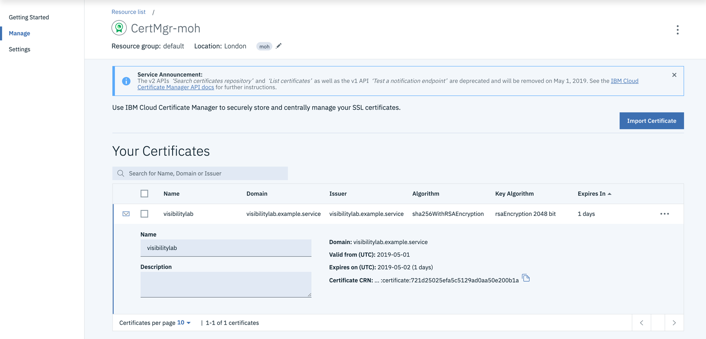 Getting Started
Manage
Settings
Resource list /
CertMgr-moh
Resource group: default Location: London moh
Service Announcement:
The v2 APIs 'Search certificates repository' and 'List certificates' as well as the v1 API 'Test a notification endpoint' are deprecated and will be removed on May 1, 2019. See the IBM Cloud
Certificate Manager API docs for further instructions.
Use IBM Cloud Certificate Manager to securely store and centrally manage your SSL certificates.
Import Certificate
Your Certificates
Search for Name, Domain or Issuer
Name Domain Issuer Algorithm Key Algorithm Expires In
visibilitylab visibilitylab.example.service visibilitylab.example.service sha256WithRSAEncryption rsaEncryption 2048 bit 1 days
Name
visibilitylab
Description
Domain: visibilitylab.example.service
Valid from (UTC): 2019-05-01
Expires on (UTC): 2019-05-02 (1 days)
Certificate CRN: ... :certificate:721d25025efa5c5129ad0aa50e200b1a
Certificates per page 10 | 1-1 of 1 certificates